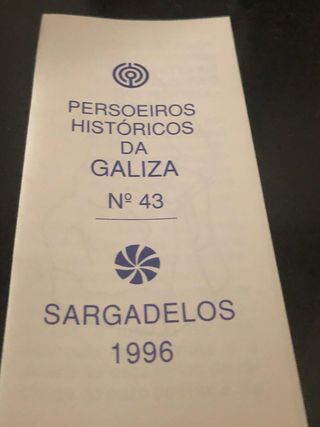 PERSOEIROS
HISTÓRICOS
DA
GALIZA
Nº 43
SARGADELOS
1996